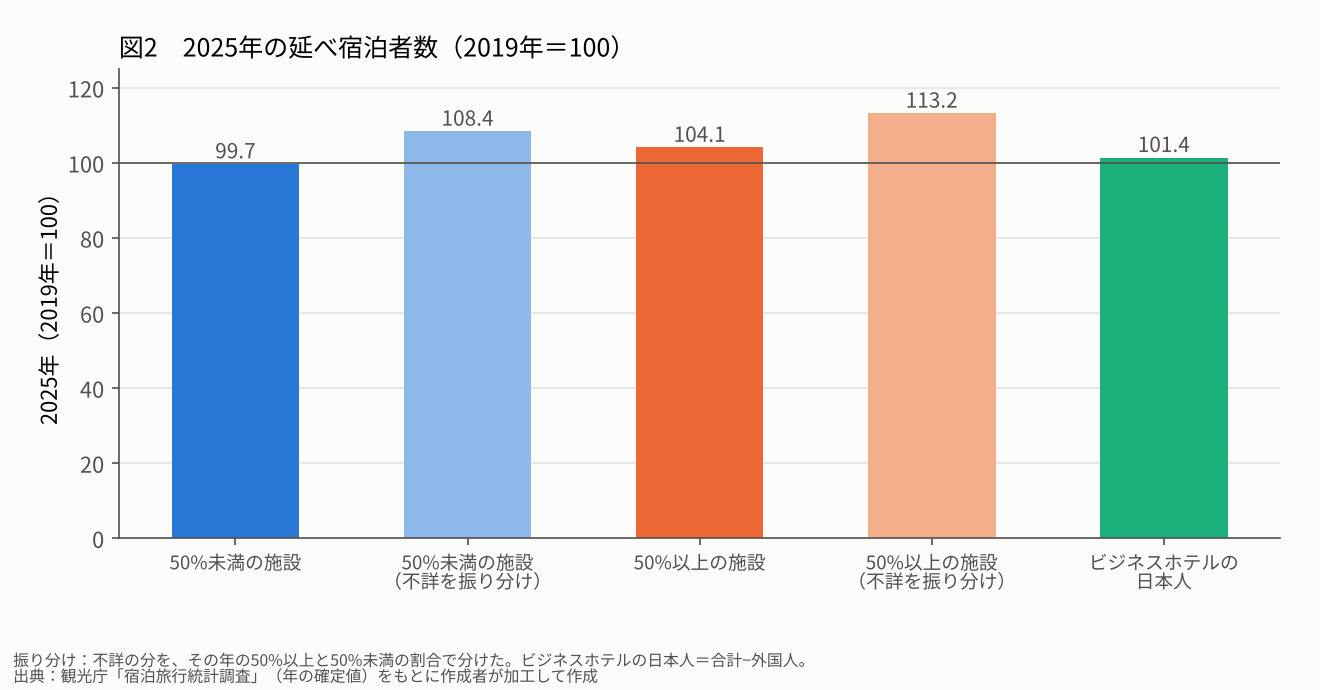 図2　2025年の延べ宿泊者数（2019年＝100）
2025年（2019年＝100）
120
100
80
60
40
20
0
99.7
108.4
104.1
113.2
101.4
50%未満の施設
50%未満の施設
（不詳を振り分け）
50%以上の施設
50%以上の施設
（不詳を振り分け）
ビジネスホテルの
日本人
振り分け：不詳の分を、その年の50%以上と50%未満の割合で分けた。ビジネスホテルの日本人＝合計−外国人。
出典：観光庁「宿泊旅行統計調査」（年の確定値）をもとに作成者が加工して作成